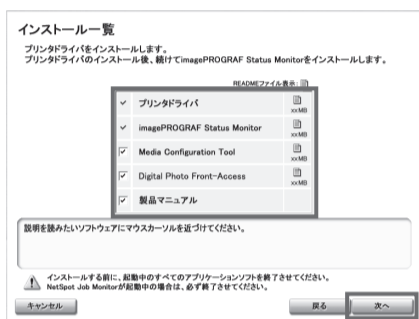 インストール一覧
プリンタドライバをインストールします。
プリンタドライバのインストール後、続けてimagePROGRAF Status Monitorをインストールします。
READMEファイル表示:
プリンタドライバ
xxMB
imagePROGRAF Status Monitor
xxMB
Media Configuration Tool
xxMB
Digital Photo Front-Access
xxMB
製品マニュアル
説明を読みたいソフトウェアにマウスカーソルを近づけてください。
インストールする前に、起動中のすべてのアプリケーションソフトを終了させてください。
NetSpot Job Monitorが起動中の場合は、必ず終了させてください。
キャンセル
戻る
次へ